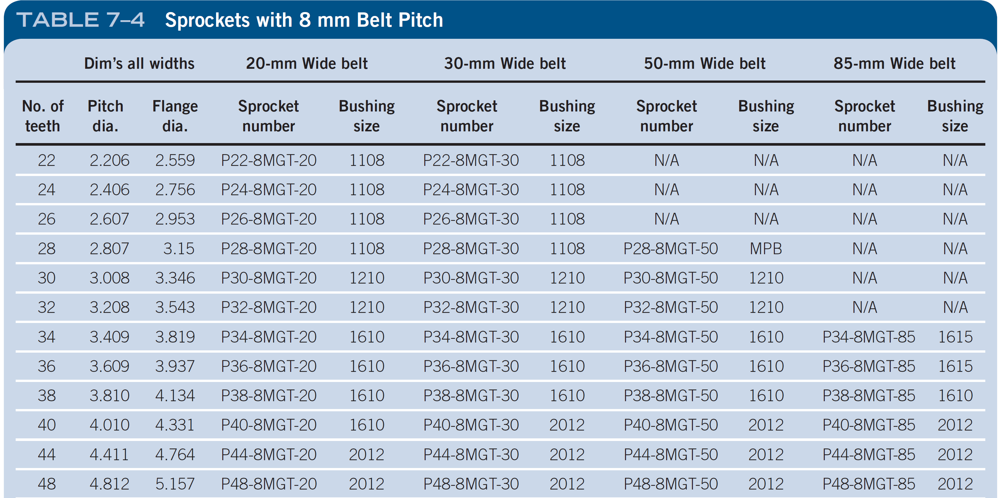 TABLE 7–4 Sprockets with 8 mm Belt Pitch
Dim's all widths 20-mm Wide belt 30-mm Wide belt 50-mm Wide belt 85-mm Wide belt
No. of teeth Pitch dia. Flange dia. Sprocket number Bushing size Sprocket number Bushing size Sprocket number Bushing size Sprocket number Bushing size
22 2.206 2.559 P22-8MGT-20 1108 P22-8MGT-30 1108 N/A N/A N/A N/A
24 2.406 2.756 P24-8MGT-20 1108 P24-8MGT-30 1108 N/A N/A N/A N/A
26 2.607 2.953 P26-8MGT-20 1108 P26-8MGT-30 1108 N/A N/A N/A N/A
28 2.807 3.15 P28-8MGT-20 1108 P28-8MGT-30 1108 P28-8MGT-50 MPB N/A N/A
30 3.008 3.346 P30-8MGT-20 1210 P30-8MGT-30 1210 P30-8MGT-50 1210 N/A N/A
32 3.208 3.543 P32-8MGT-20 1210 P32-8MGT-30 1210 P32-8MGT-50 1210 N/A N/A
34 3.409 3.819 P34-8MGT-20 1610 P34-8MGT-30 1610 P34-8MGT-50 1610 P34-8MGT-85 1615
36 3.609 3.937 P36-8MGT-20 1610 P36-8MGT-30 1610 P36-8MGT-50 1610 P36-8MGT-85 1615
38 3.810 4.134 P38-8MGT-20 1610 P38-8MGT-30 1610 P38-8MGT-50 1610 P38-8MGT-85 1610
40 4.010 4.331 P40-8MGT-20 1610 P40-8MGT-30 2012 P40-8MGT-50 2012 P40-8MGT-85 2012
44 4.411 4.764 P44-8MGT-20 2012 P44-8MGT-30 2012 P44-8MGT-50 2012 P44-8MGT-85 2012
48 4.812 5.157 P48-8MGT-20 2012 P48-8MGT-30 2012 P48-8MGT-50 2012 P48-8MGT-85 2012